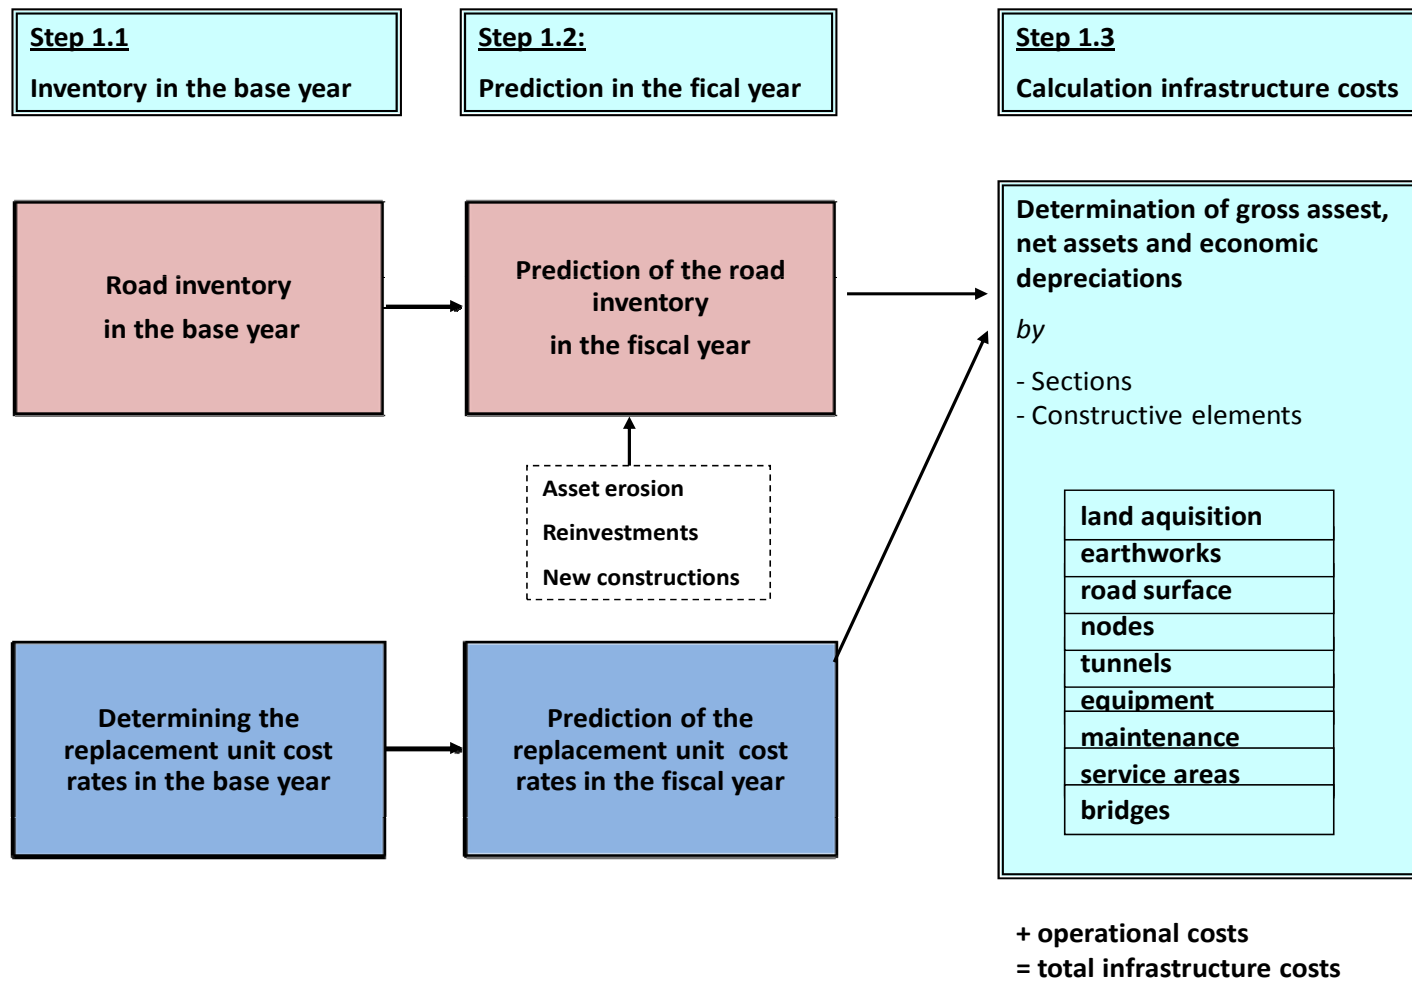 Step 1.1
Inventory in the base year
Step 1.2:
Prediction in the fical year
Step 1.3
Calculation infrastructure costs
Road inventory
in the base year
Prediction of the road
inventory
in the fiscal year
Asset erosion
Reinvestments
New constructions
Determining the
replacement unit cost
rates in the base year
Prediction of the
replacement unit cost
rates in the fiscal year
Determination of gross assest,
net assets and economic
depreciations
by
- Sections
- Constructive elements
land aquisition
earthworks
road surface
nodes
tunnels
equipment
maintenance
service areas
bridges
+ operational costs
= total infrastructure costs